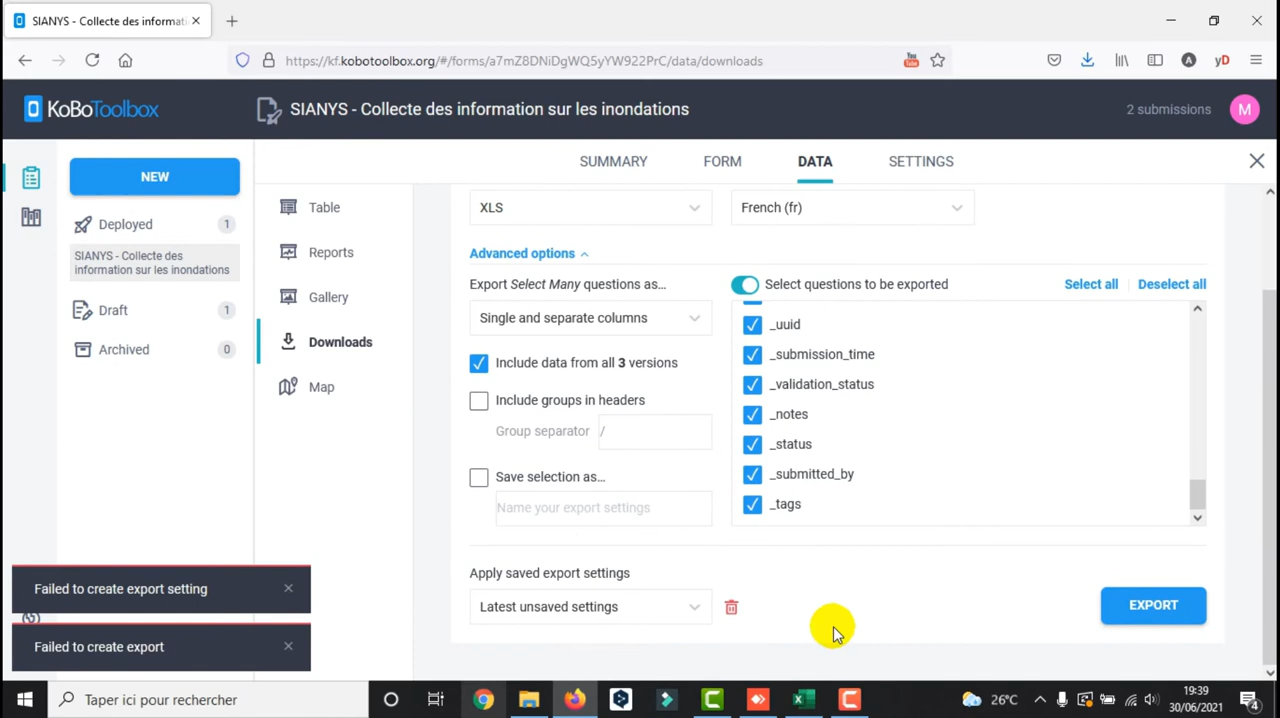 SIANYS - Collecte des informati
https://kf.kobotoolbox.org/#/forms/a7mZ8DNiDgWQ5yYW922PrC/data/downloads
You Tube
A
yD
KoBoToolbox
SIANYS - Collecte des information sur les inondations
2 submissions
M
NEW
SUMMARY
FORM
DATA
SETTINGS
Deployed
1
SIANYS - Collecte des
information sur les inondations
Draft
1
Archived
0
Table
Reports
Gallery
Downloads
Map
XLS
French (fr)
Advanced options
Export Select Many questions as…
Single and separate columns
Include data from all 3 versions
Include groups in headers
Group separator
/
Save selection as…
Name your export settings
Select questions to be exported
Select all
Deselect all
_uuid
_submission_time
_validation_status
_notes
_status
_submitted_by
_tags
Apply saved export settings
Latest unsaved settings
EXPORT
Failed to create export setting
Failed to create export
Taper ici pour rechercher
26°C
19:39
30/06/2021
4